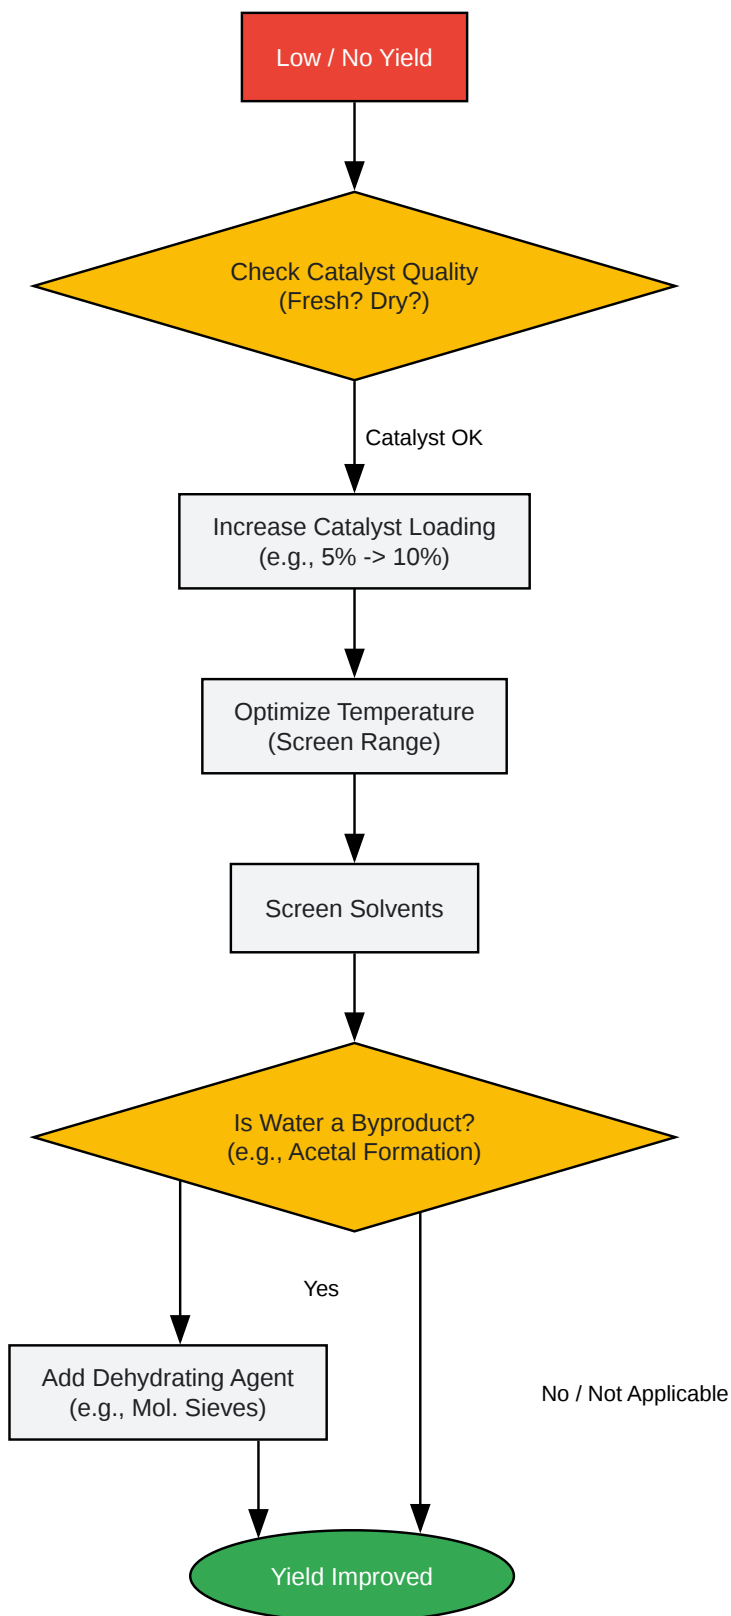 Low / No Yield
Check Catalyst Quality
(Fresh? Dry?)
Catalyst OK
Increase Catalyst Loading
(e.g., 5% -> 10%)
Optimize Temperature
(Screen Range)
Screen Solvents
Is Water a Byproduct?
(e.g., Acetal Formation)
Yes
Add Dehydrating Agent
(e.g., Mol. Sieves)
No / Not Applicable
Yield Improved